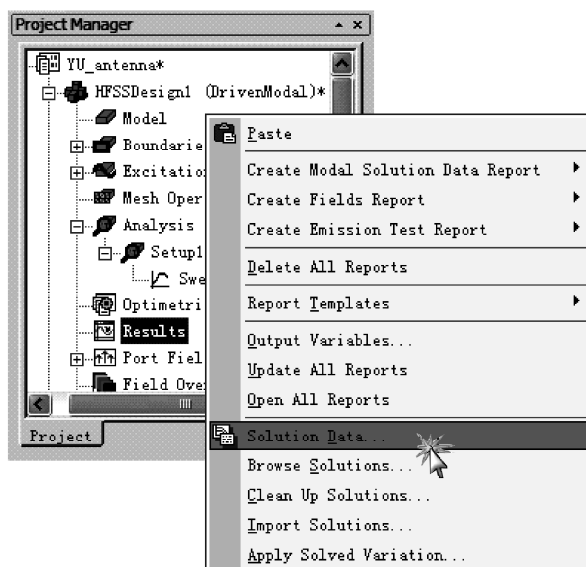 Project Manager
YU_antenna*
HFSSDesign1 (DrivenModal)*
Model
Boundarie
Excitatio
Mesh Oper
Analysis
Setup1
Swe
Optimetri
Results
Port Fiel
Field Ove
Project
Paste
Create Modal Solution Data Report
Create Fields Report
Create Emission Test Report
Delete All Reports
Report Templates
Output Variables...
Update All Reports
Open All Reports
Solution Data...
Browse Solutions...
Clean Up Solutions...
Import Solutions...
Apply Solved Variation...